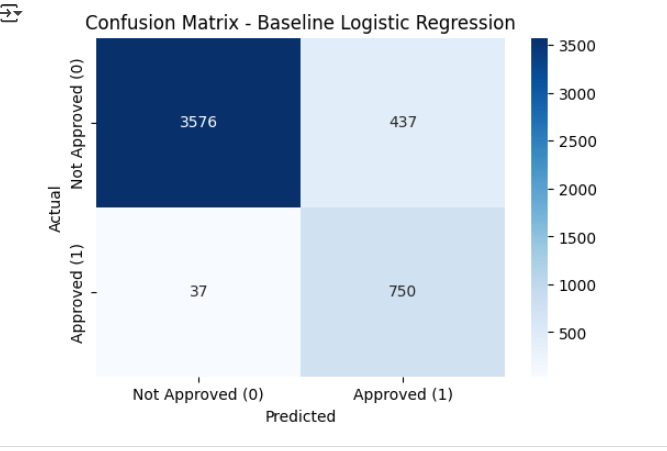 Confusion Matrix - Baseline Logistic Regression
Not Approved (0)
3576
437
Actual
Approved (1)
37
750
Not Approved (0)
Approved (1)
Predicted
3500
3000
2500
2000
1500
1000
500